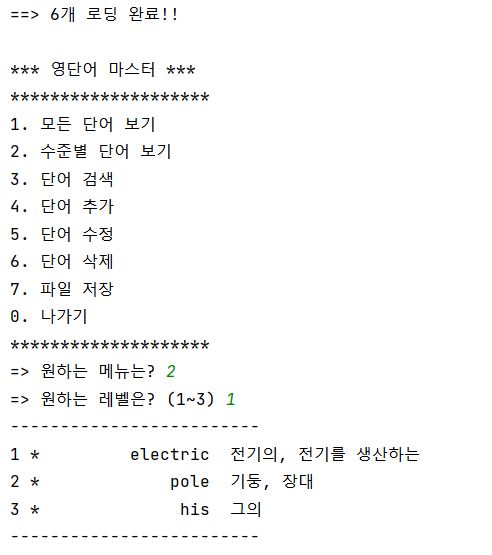 ==> 6개 로딩 완료!!
*** 영단어 마스터 ***
********************
1. 모든 단어 보기
2. 수준별 단어 보기
3. 단어 검색
4. 단어 추가
5. 단어 수정
6. 단어 삭제
7. 파일 저장
0. 나가기
********************
=> 원하는 메뉴는? 2
=> 원하는 레벨은? (1~3) 1
-------------------------
1 * electric 전기의, 전기를 생산하는
2 * pole 기둥, 장대
3 * his 그의
-------------------------